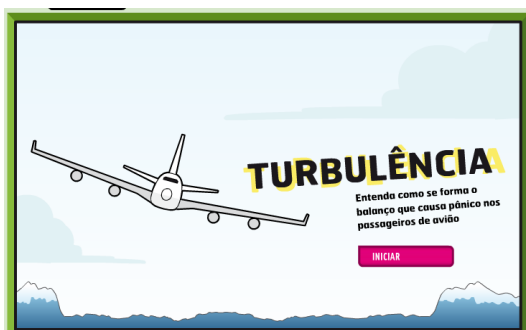 TURBULÊNCIA
Entenda como se forma o
balanço que causa pânico nos
passageiros de avião
INICIAR